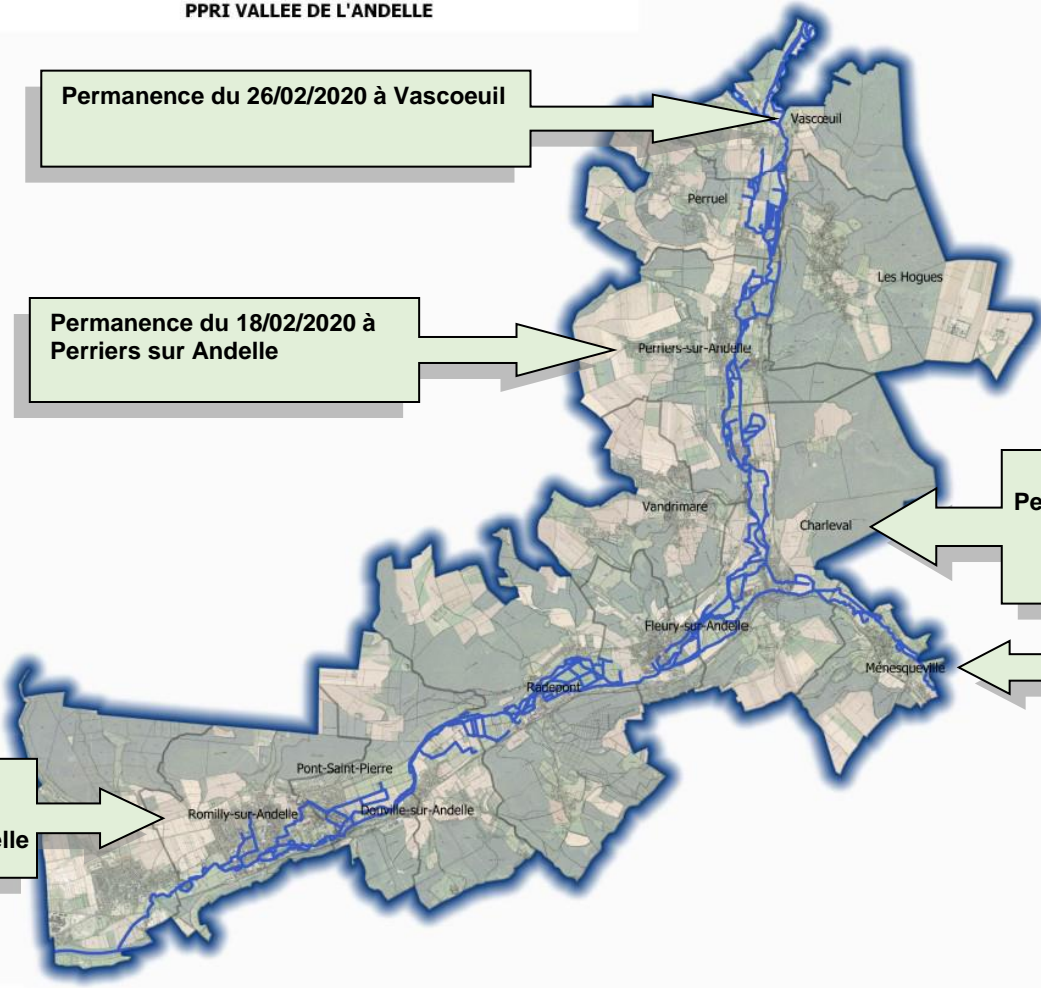 PPRI VALLEE DE L'ANDELLE
Permanence du 26/02/2020 à Vascoeuil
Vascœuil
Perruel
Les Hogues
Permanence du 18/02/2020 à
Perriers sur Andelle
Perriers-sur-Andelle
Vandrimare
Charleval
Pe
Fleury-sur-Andelle
Ménesqueville
Radepont
Pont-Saint-Pierre
Romilly-sur-Andelle
Douville-sur-Andelle
elle